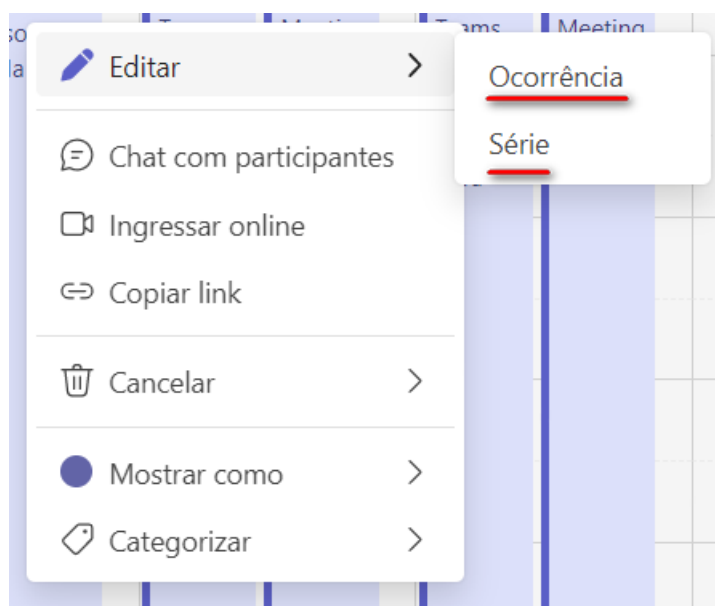 Meeting
Editar
Ocorrência
Série
Chat com participantes
Ingressar online
Copiar link
Cancelar
Mostrar como
Categorizar